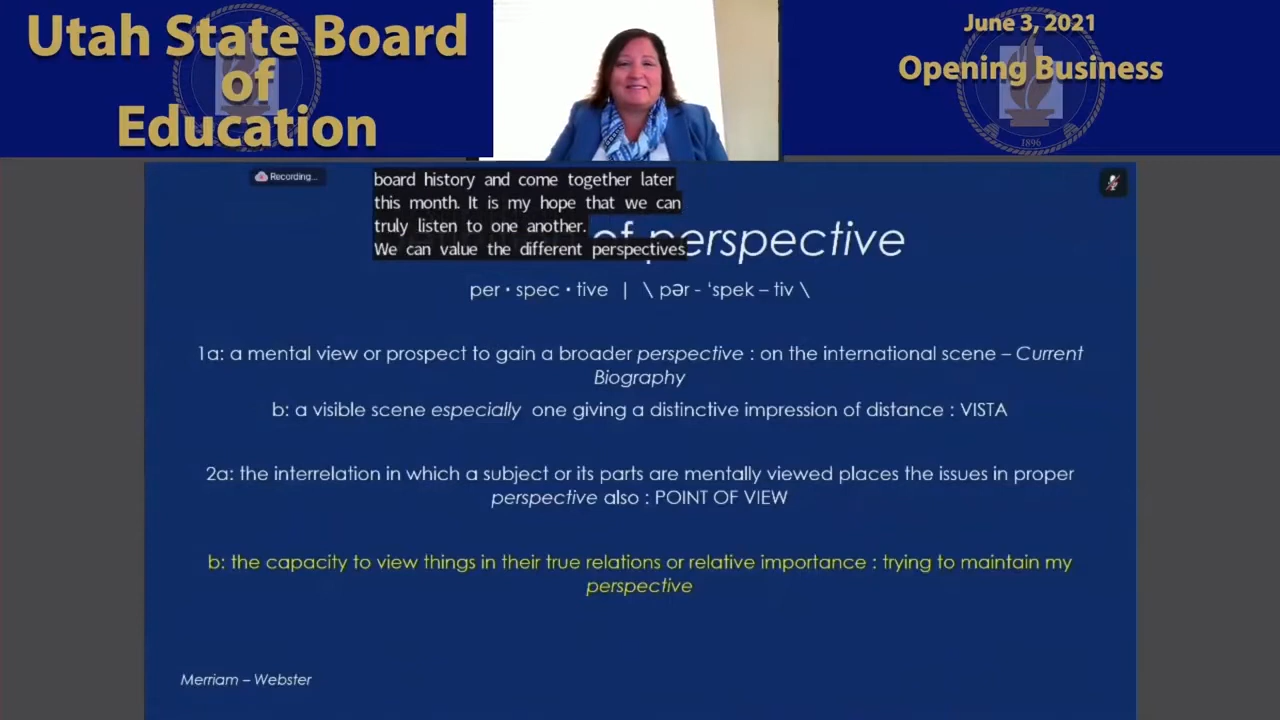 Utah State Board
of
Education
June 3, 2021
Opening Business
1896
Recording...
board history and come together later
this month. It is my hope that we can
truly listen to one another.
We can value the different perspectives
of perspective
per · spec · tive | \ pər - ‘spek – tiv \
1a: a mental view or prospect to gain a broader perspective : on the international scene – Current
Biography
b: a visible scene especially one giving a distinctive impression of distance : VISTA
2a: the interrelation in which a subject or its parts are mentally viewed places the issues in proper
perspective also : POINT OF VIEW
b: the capacity to view things in their true relations or relative importance : trying to maintain my
perspective
Merriam – Webster